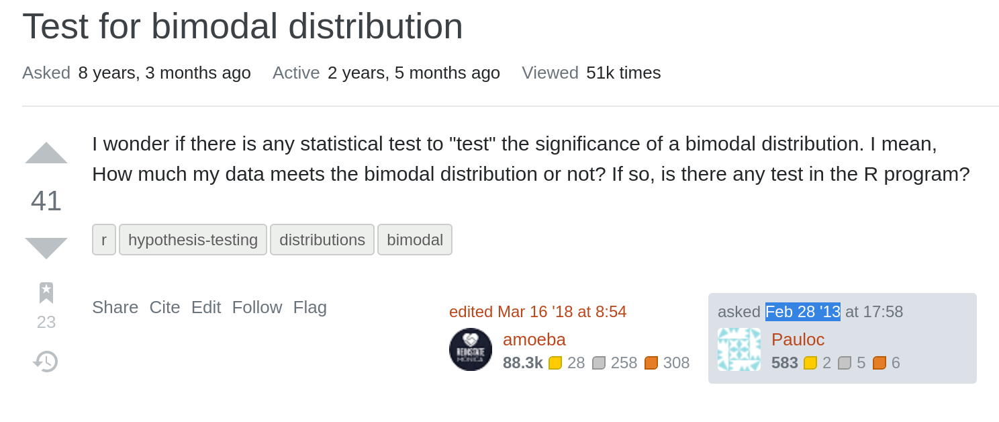 Test for bimodal distribution
Asked 8 years, 3 months ago Active 2 years, 5 months ago Viewed 51k times
I wonder if there is any statistical test to "test" the significance of a bimodal distribution. I mean,
How much my data meets the bimodal distribution or not? If so, is there any test in the R program?
41
r hypothesis-testing distributions bimodal
23
Share Cite Edit Follow Flag
edited Mar 16 '18 at 8:54
REINSTATE
MONICA
amoeba
88.3k 28 258 308
asked Feb 28 '13 at 17:58
Pauloc
583 2 5 6